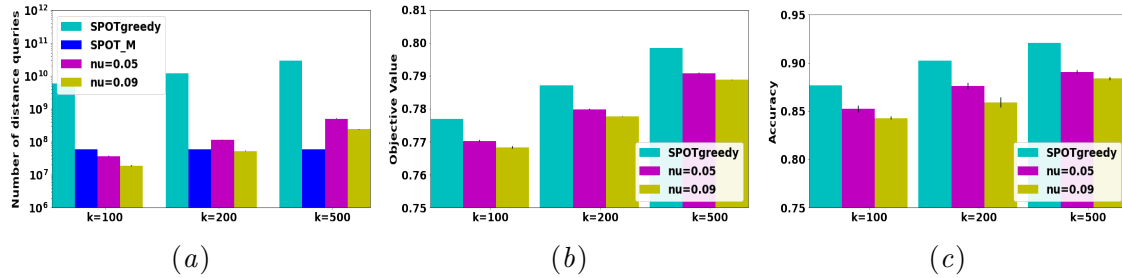 Number of distance queries
10^12
10^11
10^10
10^9
10^8
10^7
10^6
SPOTgreedy
SPOT_M
nu=0.05
nu=0.09
k=100
k=200
k=500
(a)
Objective Value
0.81
0.80
0.79
0.78
0.77
0.76
0.75
SPOTgreedy
nu=0.05
nu=0.09
k=100
k=200
k=500
(b)
Accuracy
0.95
0.90
0.85
0.80
0.75
SPOTgreedy
nu=0.05
nu=0.09
k=100
k=200
k=500
(c)